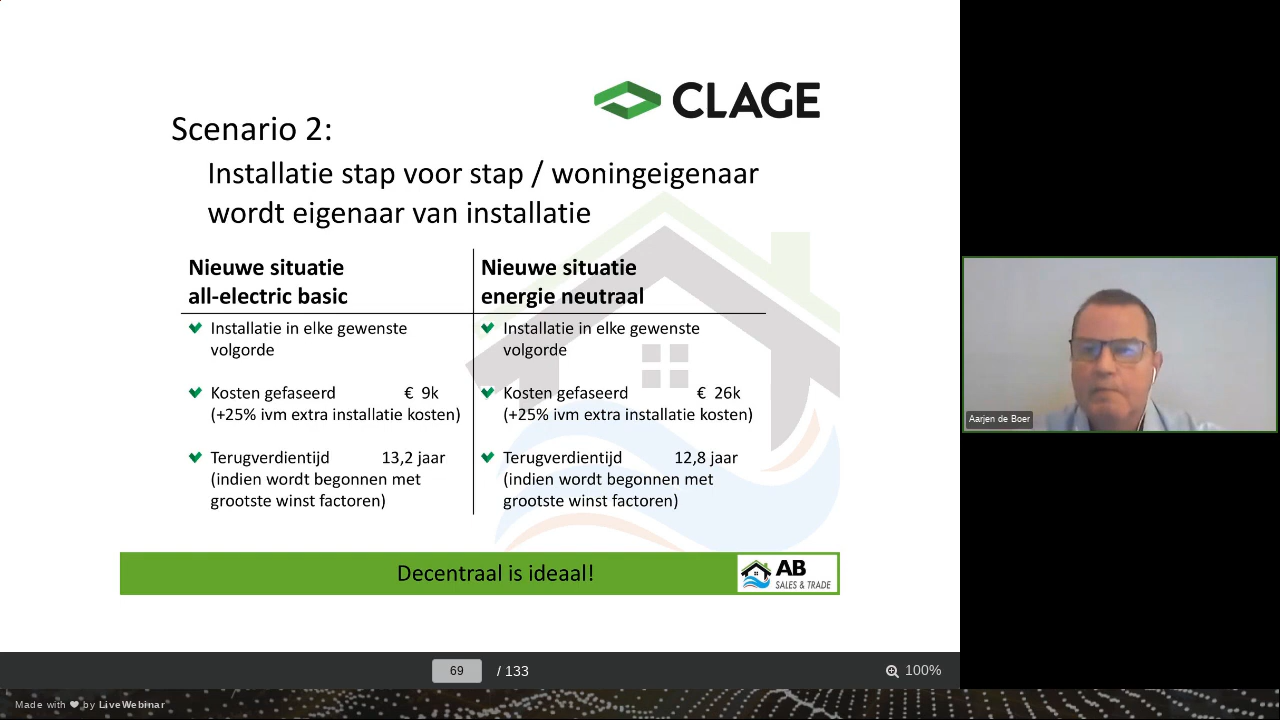 CLAGE
Scenario 2:
Installatie stap voor stap / woningeigenaar
wordt eigenaar van installatie
Nieuwe situatie
all-electric basic
Installatie in elke gewenste
volgorde
Kosten gefaseerd € 9k
(+25% ivm extra installatie kosten)
Terugverdientijd 13,2 jaar
(indien wordt begonnen met
grootste winst factoren)
Nieuwe situatie
energie neutraal
Installatie in elke gewenste
volgorde
Kosten gefaseerd € 26k
(+25% ivm extra installatie kosten)
Terugverdientijd 12,8 jaar
(indien wordt begonnen met
grootste winst factoren)
Decentraal is ideaal!
AB
SALES & TRADE
Aarjen de Boer
69 / 133
100%
Made with ❤ by LiveWebinar